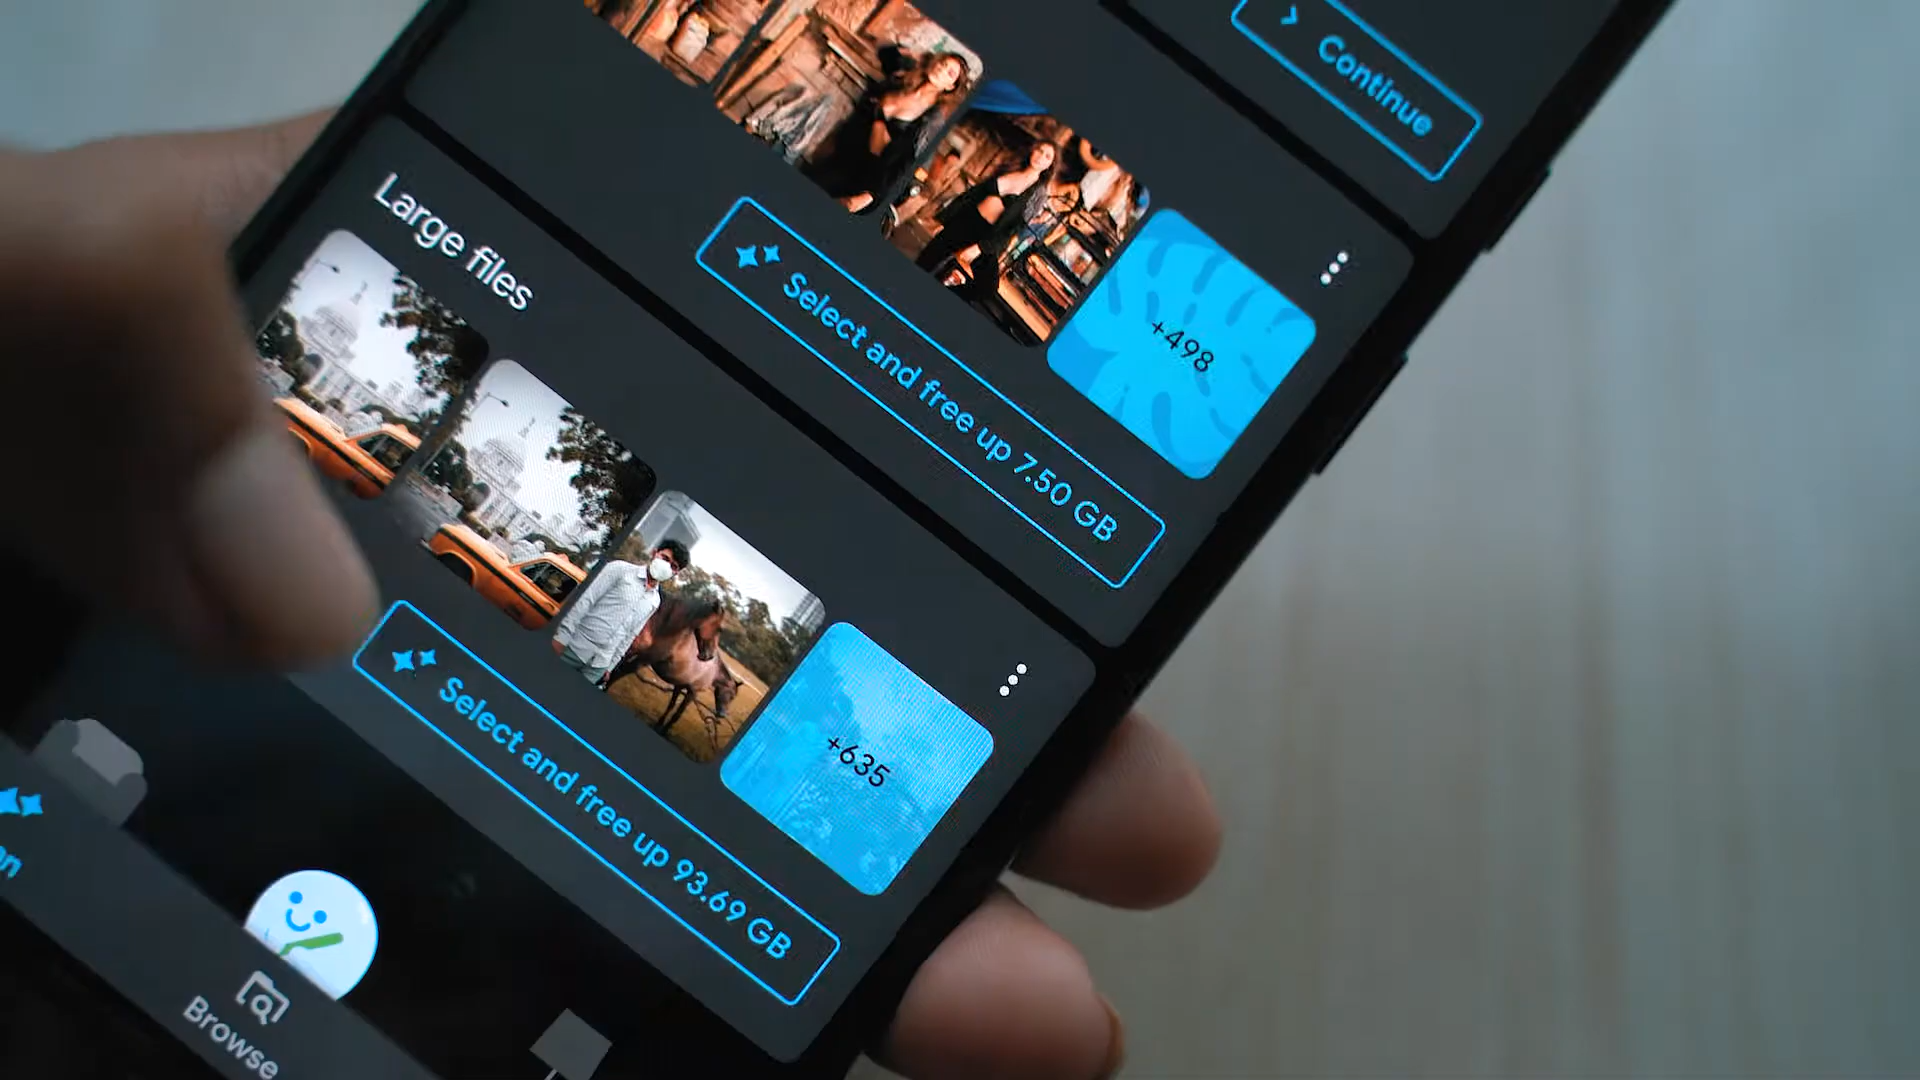 Continue
+498
Select and free up 7.50 GB
Large files
+635
Select and free up 93.69 GB
Browse